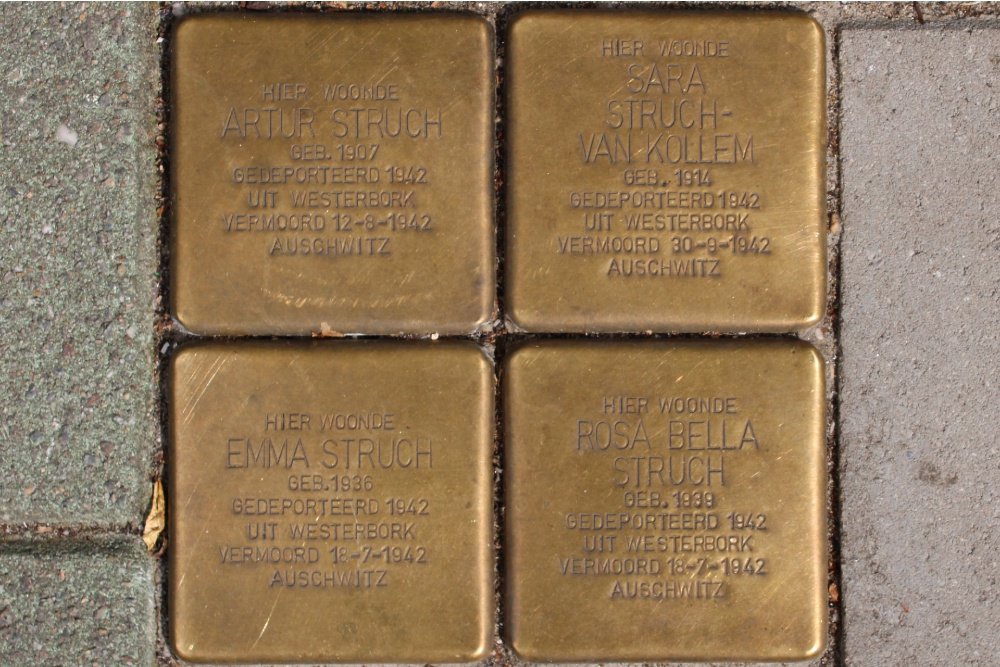 HIER WOONDE
ARTUR STRUCH
GEB. 1907
GEDEPORTEERD 1942
UIT WESTERBORK
VERMOORD 12-8-1942
AUSCHWITZ
HIER WOONDE
SARA
STRUCH-
VAN KOLLEM
GEB. 1914
GEDEPORTEERD 1942
UIT WESTERBORK
VERMOORD 30-9-1942
AUSCHWITZ
HIER WOONDE
EMMA STRUCH
GEB. 1936
GEDEPORTEERD 1942
UIT WESTERBORK
VERMOORD 18-7-1942
AUSCHWITZ
HIER WOONDE
ROSA BELLA
STRUCH
GEB. 1939
GEDEPORTEERD 1942
UIT WESTERBORK
VERMOORD 18-7-1942
AUSCHWITZ